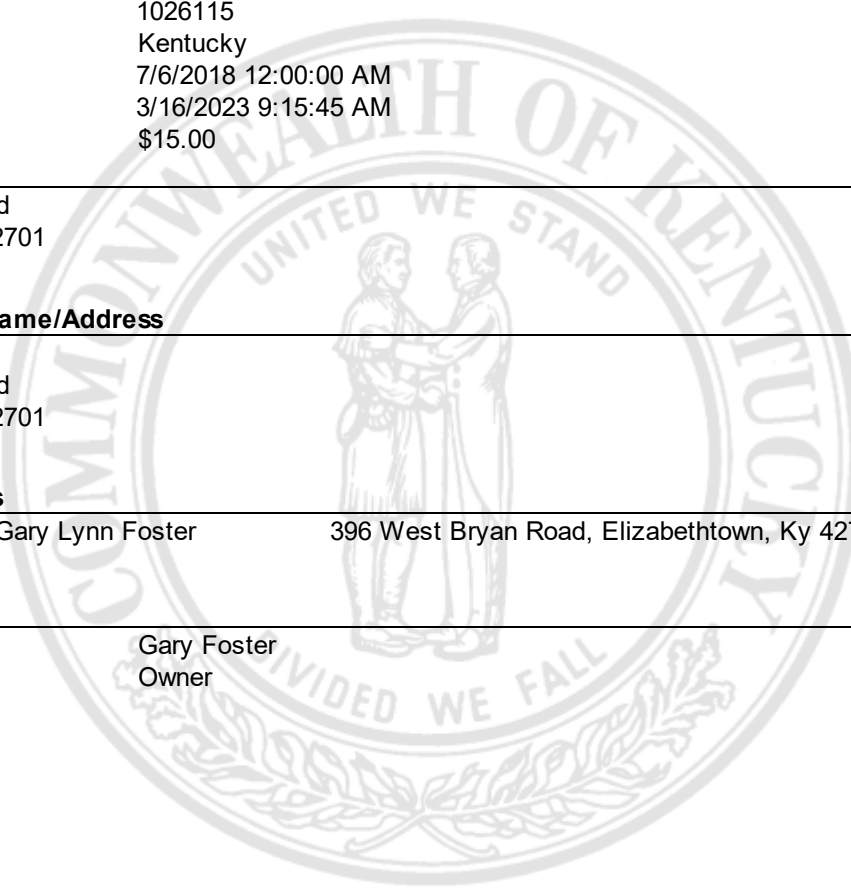 1026115
Kentucky
7/6/2018 12:00:00 AM
3/16/2023 9:15:45 AM
$15.00
d
2701
ame/Address
d
2701
s
Gary Lynn Foster 396 West Bryan Road, Elizabethtown, Ky 427
Gary Foster
Owner
COMMONWEALTH OF KENTUCKY
UNITED WE STAND
DIVIDED WE FALL